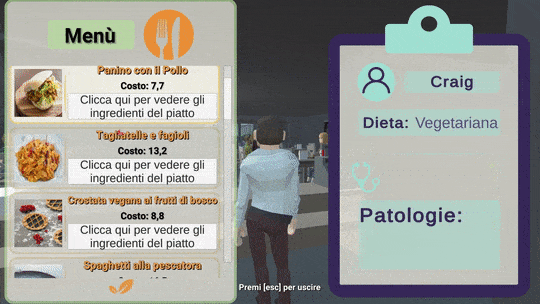 Menù
Panino con il Pollo
Costo: 7,7
Clicca qui per vedere gli
ingredienti del piatto
Tagliatelle e fagioli
Costo: 13,2
Clicca qui per vedere gli
ingredienti del piatto
Crostata vegana ai frutti di bosco
Costo: 8,8
Clicca qui per vedere gli
ingredienti del piatto
Spaghetti alla pescatora
Craig
Dieta: Vegetariana
Patologie:
Premi [esc] per uscire